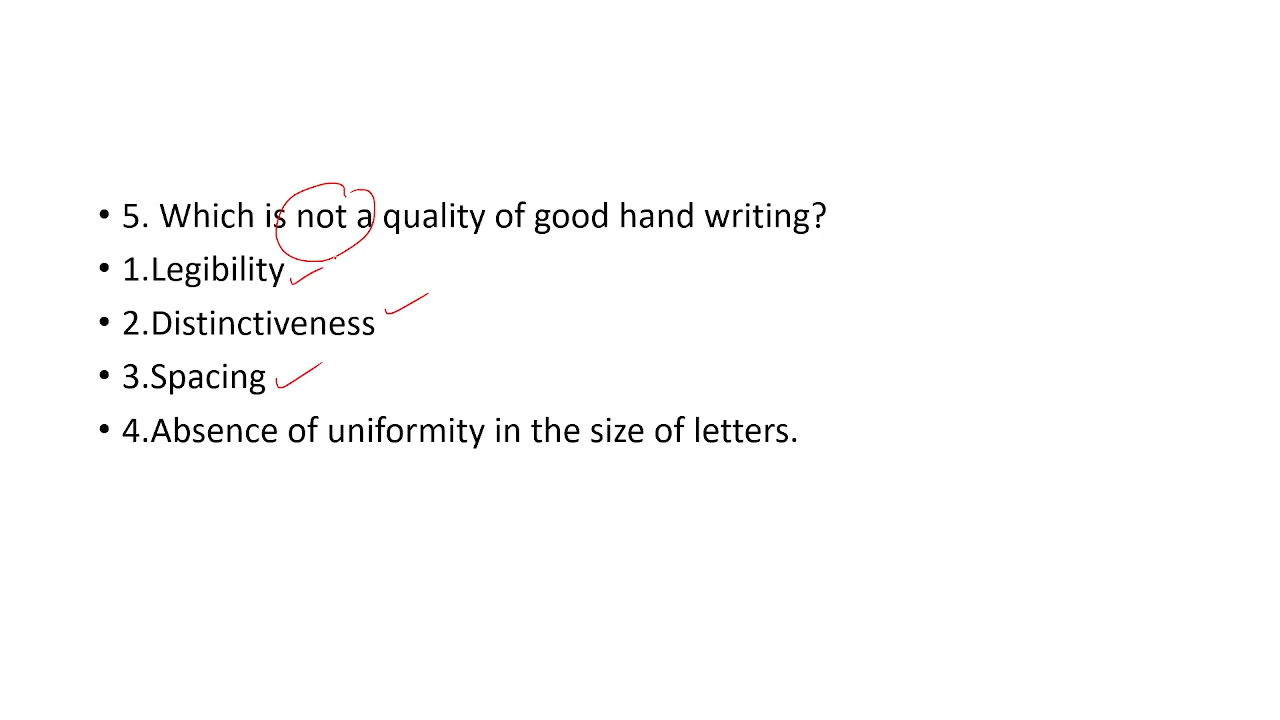 • 5. Which is not a quality of good hand writing?
• 1.Legibility
• 2.Distinctiveness
• 3.Spacing
• 4.Absence of uniformity in the size of letters.